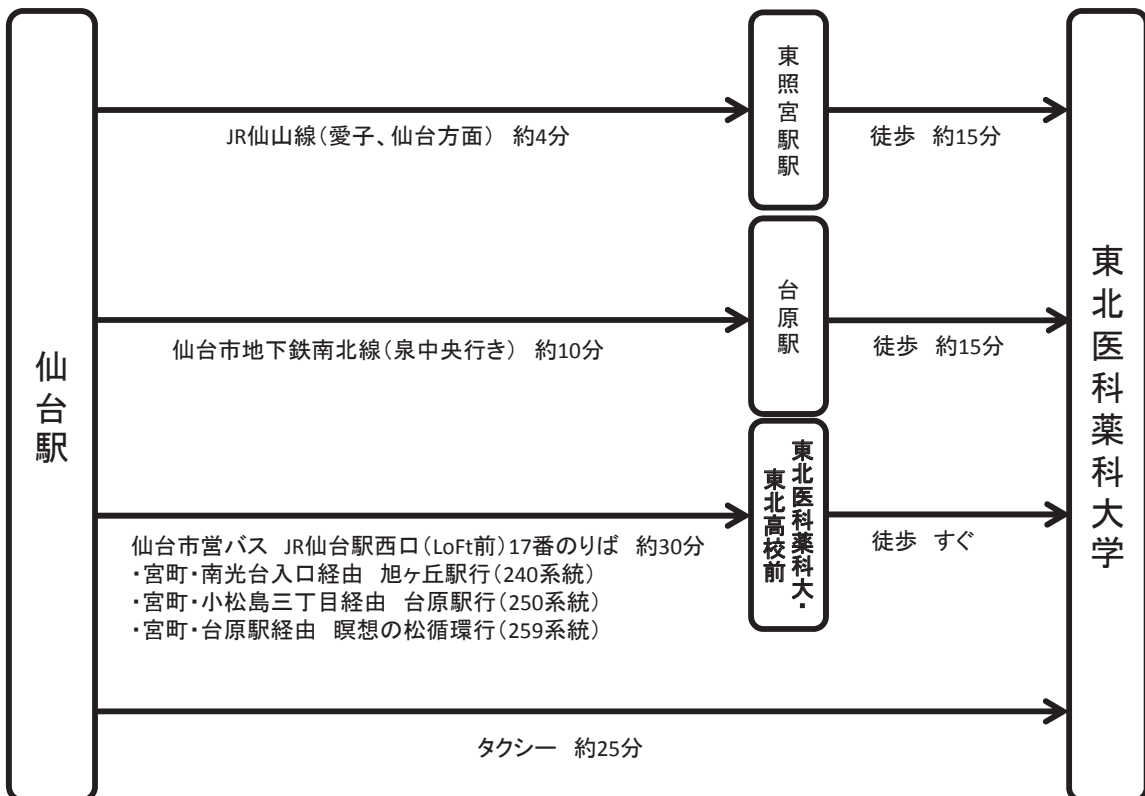 仙台駅
JR仙山線（愛子、仙台方面）　約4分
東照宮駅駅
徒歩　約15分
仙台市地下鉄南北線（泉中央行き）　約10分
台原駅
徒歩　約15分
仙台市営バス　JR仙台駅西口（LoFt前）17番のりば　約30分
・宮町・南光台入口経由　旭ヶ丘駅行（240系統）
・宮町・小松島三丁目経由　台原駅行（250系統）
・宮町・台原駅経由　瞑想の松循環行（259系統）
東北医科薬科大・
東北高校前
徒歩　すぐ
タクシー　約25分
東北医科薬科大学